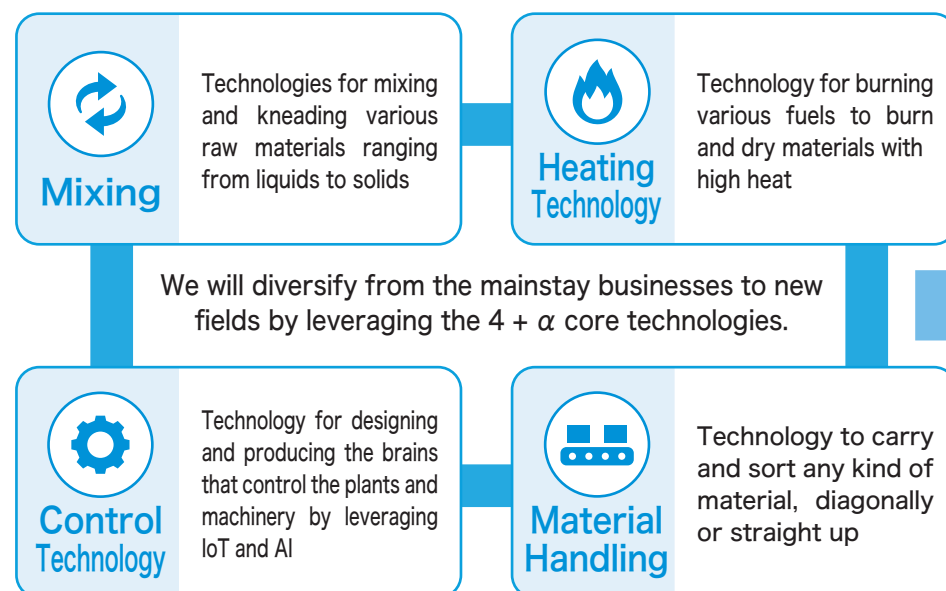 Mixing
Technologies for mixing
and kneading various
raw materials ranging
from liquids to solids
Heating
Technology
Technology for burning
various fuels to burn
and dry materials with
high heat
We will diversify from the mainstay businesses to new
fields by leveraging the 4 + α core technologies.
Control
Technology
Technology for designing
and producing the brains
that control the plants and
machinery by leveraging
IoT and AI
Material
Handling
Technology to carry
and sort any kind of
material, diagonally
or straight up